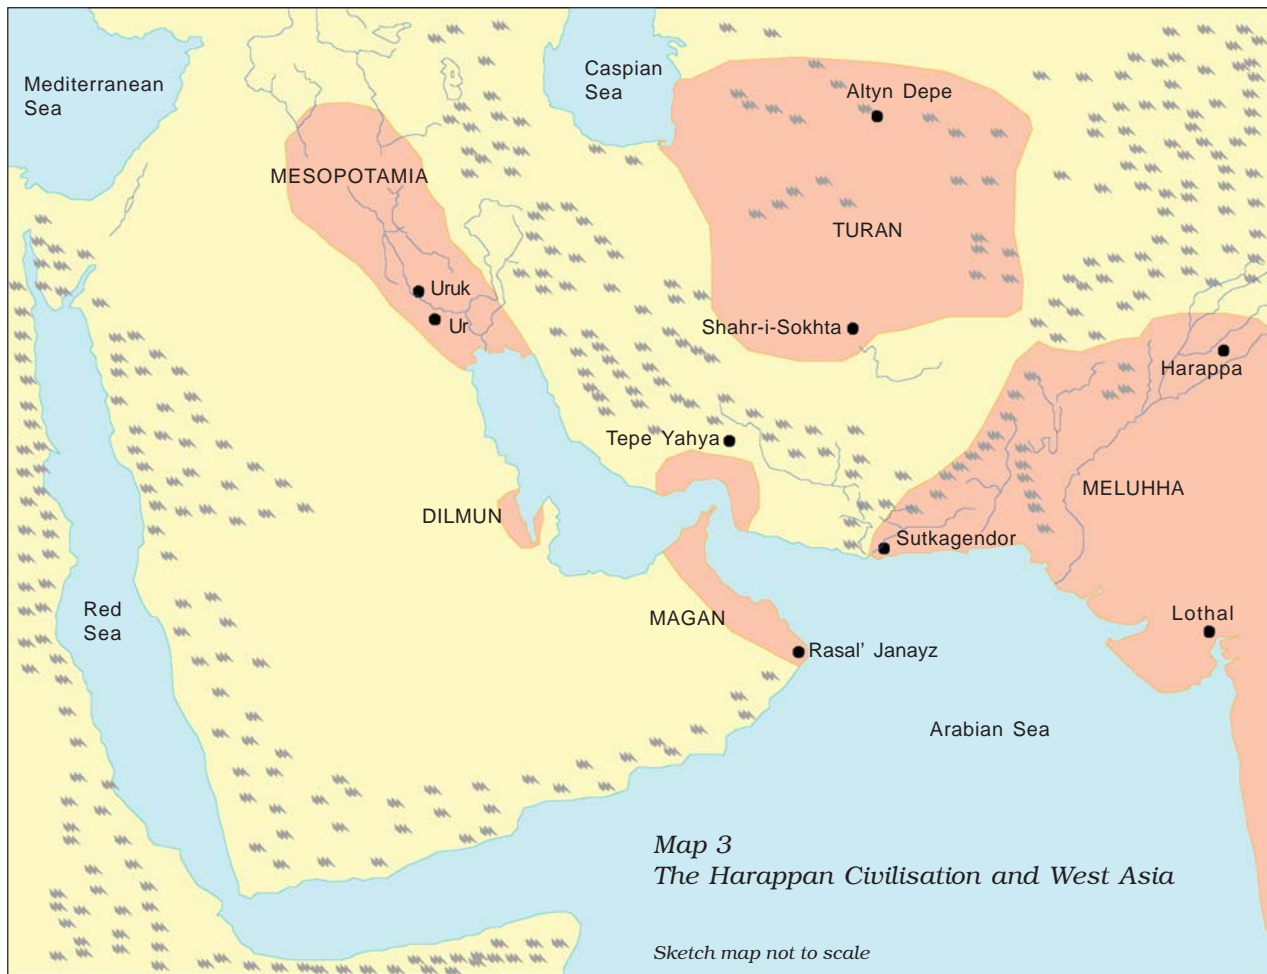 Mediterranean
Sea
Caspian
Sea
Altyn Depe
MESOPOTAMIA
TURAN
Uruk
Ur
Shahr-i-Sokhta
Harappa
Tepe Yahya
MELUHHA
DILMUN
Sutkagendor
Red
Sea
MAGAN
Lothal
Rasal’ Janayz
Arabian Sea
Map 3
The Harappan Civilisation and West Asia
Sketch map not to scale